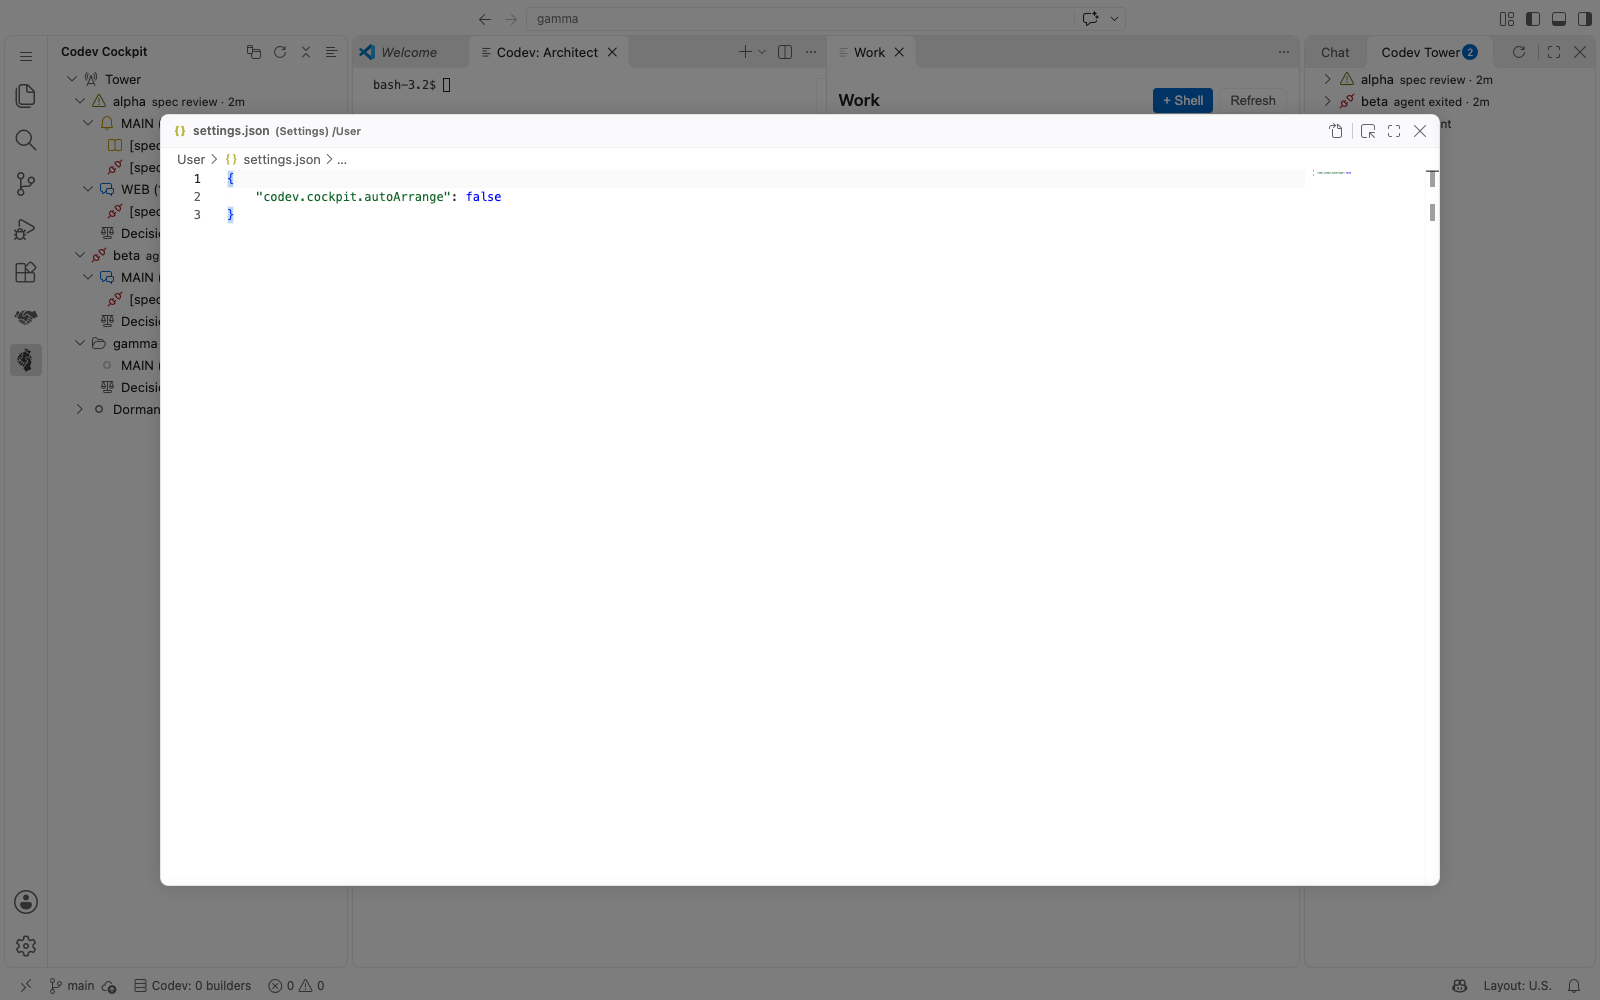 gamma
Codev Cockpit
Tower
alpha spec review · 2m
MAIN (
[spec
[spec
WEB (
[spec
Decisi
beta ag
MAIN (
[spec
Decisi
gamma
MAIN (
Decisi
Dorman
Welcome
Codev: Architect
bash-3.2$
Work
Work
+ Shell
Refresh
Chat
Codev Tower 2
alpha spec review · 2m
beta agent exited · 2m
nt
{} settings.json (Settings) /User
User > {} settings.json > ...
1 {
2 "codev.cockpit.autoArrange": false
3 }
main
Codev: 0 builders
0 0
Layout: U.S.